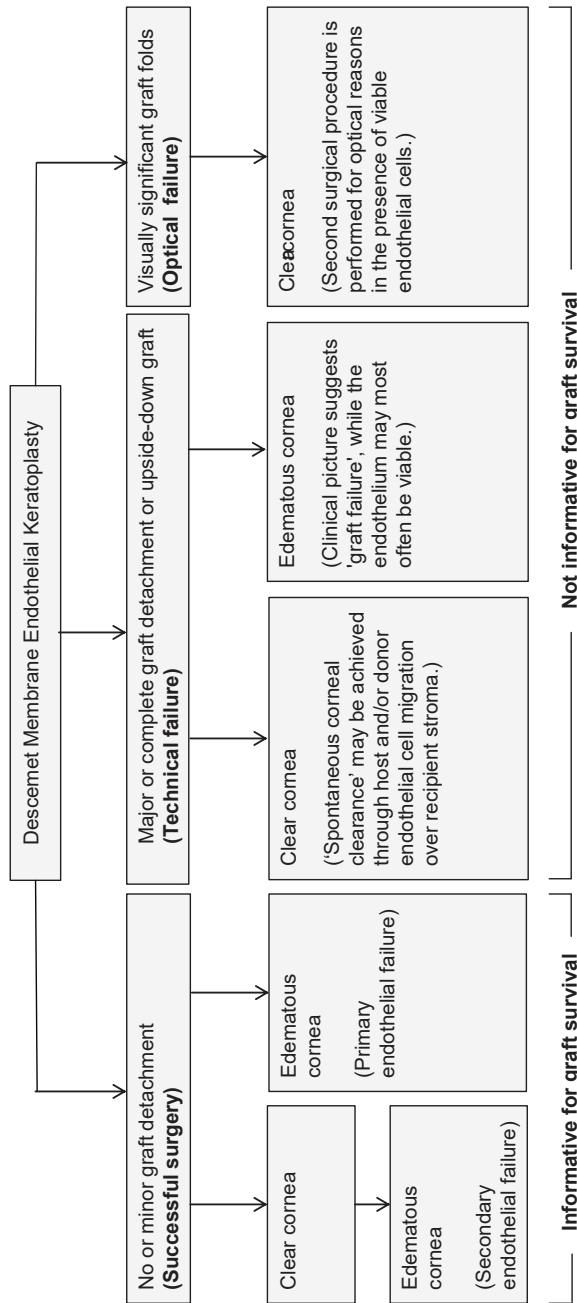 Descemet Membrane Endothelial Keratoplasty
No or minor graft detachment
(Successful surgery)
Major or complete graft detachment or upside-down graft
(Technical failure)
Visually significant graft folds
(Optical failure)
Clear cornea
Edematous
cornea
(Secondary
endothelial failure)
Edematous
cornea
(Primary
endothelial failure)
Clear cornea
('Spontaneous corneal
clearance' may be achieved
through host and/or donor
endothelial cell migration
over recipient stroma.)
Edematous cornea
(Clinical picture suggests
'graft failure', while the
endothelium may most
often be viable.)
Cleacornea
(Second surgical procedure is
performed for optical reasons
in the presence of viable
endothelial cells.)
Informative for graft survival
Not informative for graft survival